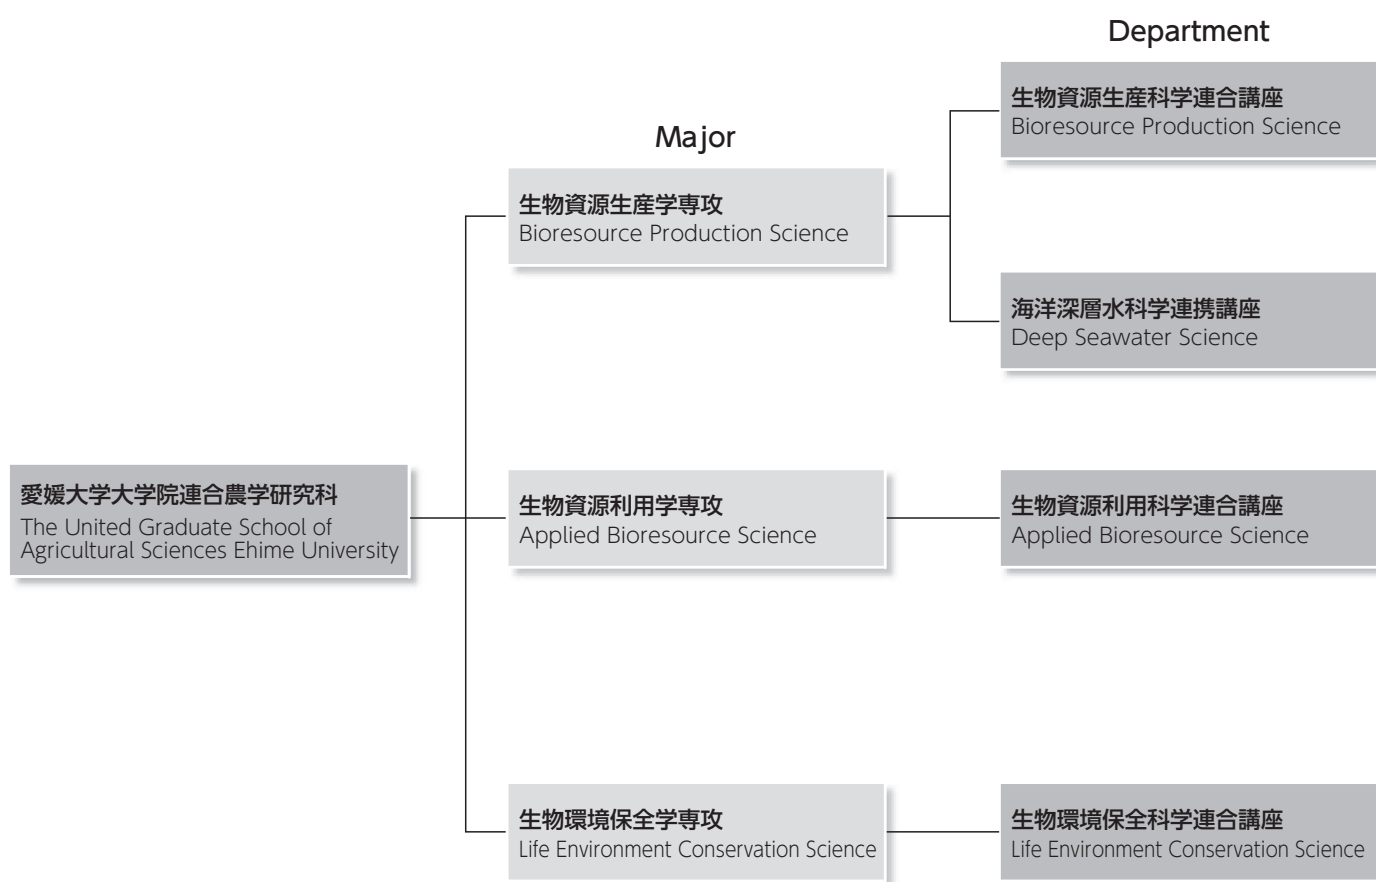 Department
生物資源生産科学連合講座
Bioresource Production Science
Major
生物資源生産学専攻
Bioresource Production Science
海洋深層水科学連携講座
Deep Seawater Science
愛媛大学大学院連合農学研究科
The United Graduate School of
Agricultural Sciences Ehime University
生物資源利用学専攻
Applied Bioresource Science
生物資源利用科学連合講座
Applied Bioresource Science
生物環境保全学専攻
Life Environment Conservation Science
生物環境保全科学連合講座
Life Environment Conservation Science